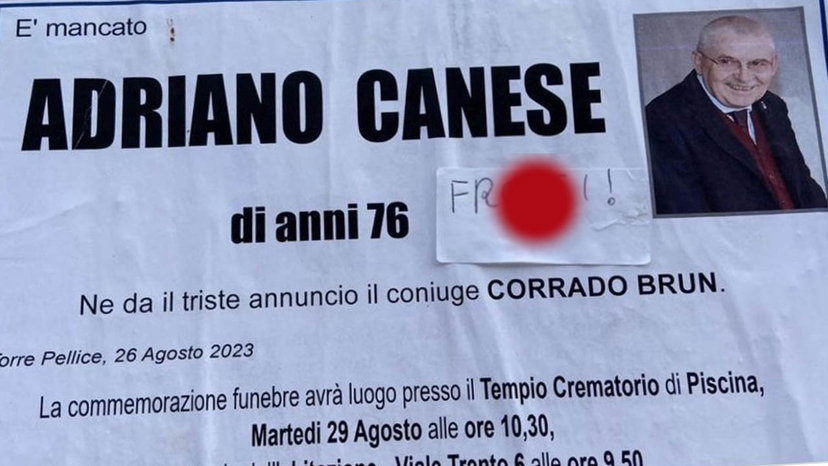 E' mancato
ADRIANO CANESE
di anni 76
FR I!
Ne da il triste annuncio il coniuge CORRADO BRUN.
orre Pellice, 26 Agosto 2023
La commemorazione funebre avrà luogo presso il Tempio Crematorio di Piscina,
Martedì 29 Agosto alle ore 10,30,
Viale Trento 6 alle ore 9,50